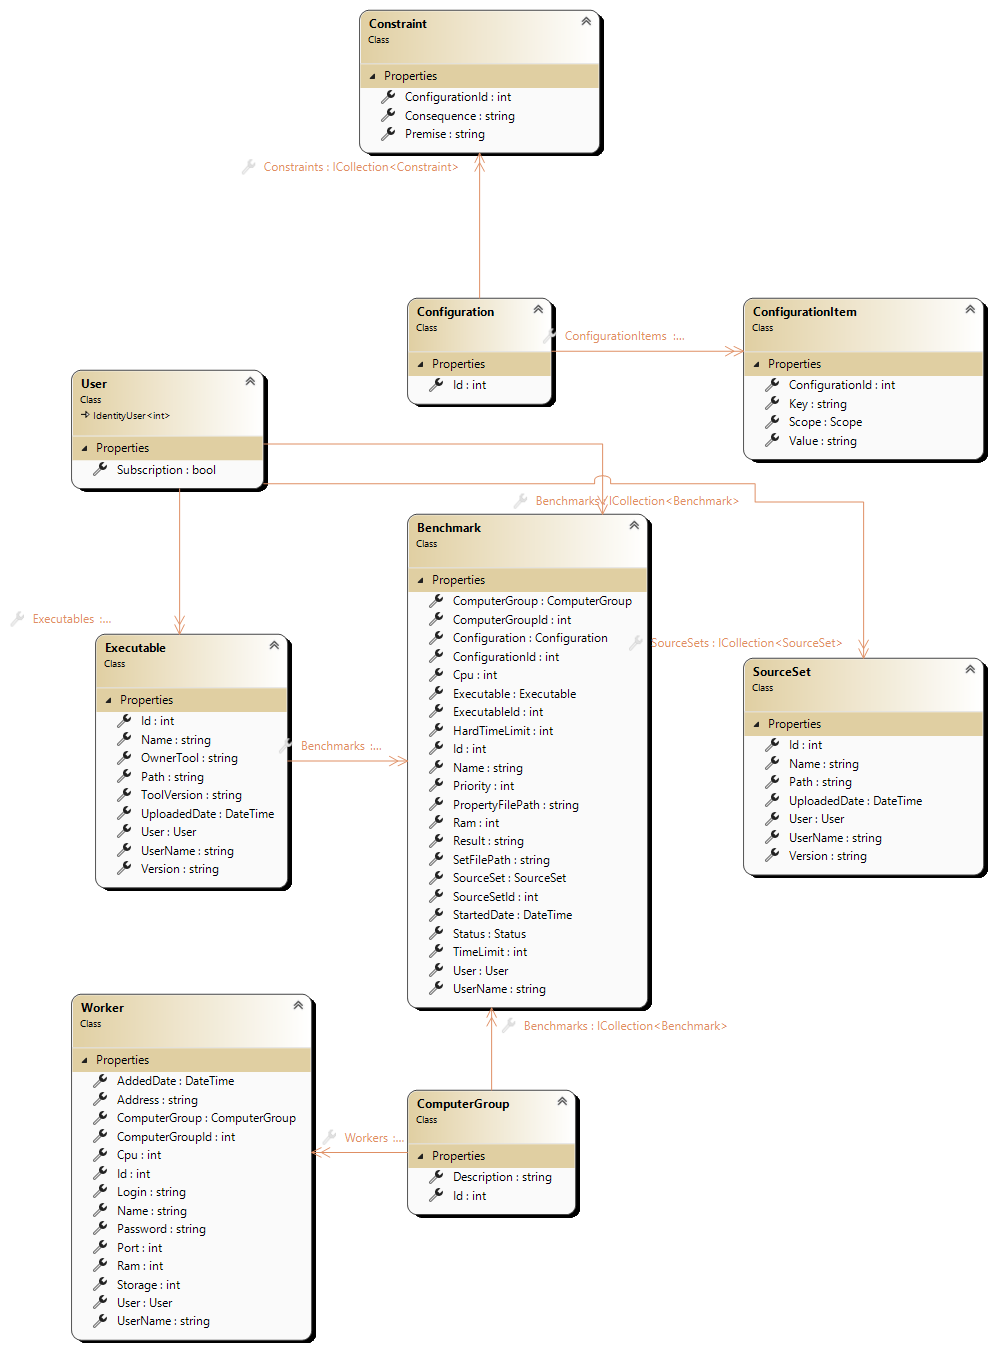 Constraint
Class
Properties
ConfigurationId : int
Consequence : string
Premise : string
Constraints : ICollection<Constraint>
Configuration
Class
Properties
Id : int
ConfigurationItems :...
ConfigurationItem
Class
Properties
ConfigurationId : int
Key : string
Scope : Scope
Value : string
User
Class
IdentityUser<int>
Properties
Subscription : bool
Benchmarks : ICollection<Benchmark>
Executables :...
SourceSets : ICollection<SourceSet>
Executable
Class
Properties
Id : int
Name : string
OwnerTool : string
Path : string
ToolVersion : string
UploadedDate : DateTime
User : User
UserName : string
Version : string
Benchmarks :...
Benchmark
Class
Properties
ComputerGroup : ComputerGroup
ComputerGroupId : int
Configuration : Configuration
ConfigurationId : int
Cpu : int
Executable : Executable
ExecutableId : int
HardTimeLimit : int
Id : int
Name : string
Priority : int
PropertyFilePath : string
Ram : int
Result : string
SetFilePath : string
SourceSet : SourceSet
SourceSetId : int
StartedDate : DateTime
Status : Status
TimeLimit : int
User : User
UserName : string
SourceSet
Class
Properties
Id : int
Name : string
Path : string
UploadedDate : DateTime
User : User
UserName : string
Version : string
Benchmarks : ICollection<Benchmark>
Worker
Class
Properties
AddedDate : DateTime
Address : string
ComputerGroup : ComputerGroup
ComputerGroupId : int
Cpu : int
Id : int
Login : string
Name : string
Password : string
Port : int
Ram : int
Storage : int
User : User
UserName : string
Workers :...
ComputerGroup
Class
Properties
Description : string
Id : int